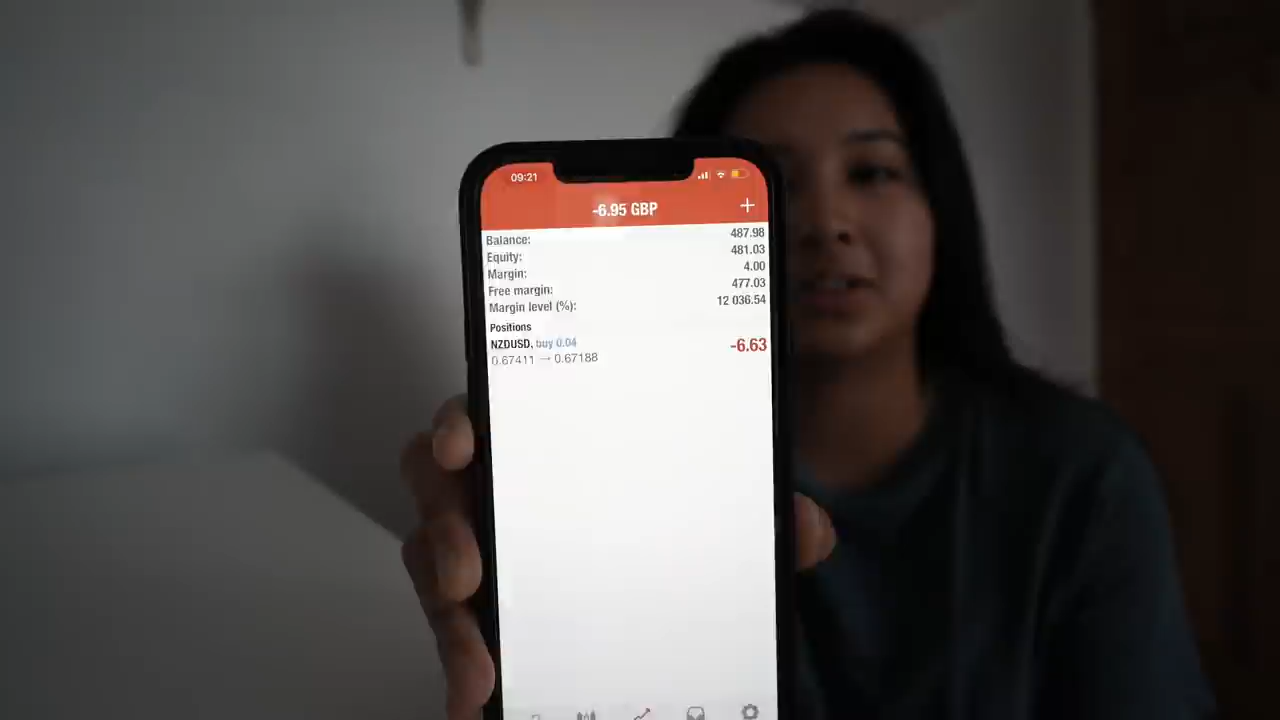 09:21
-6.95 GBP +
Balance: 487.98
Equity: 481.03
Margin: 4.00
Free margin: 477.03
Margin level (%): 12 036.54
Positions
NZDUSD, buy 0.04 -6.63
0.67411 → 0.67188